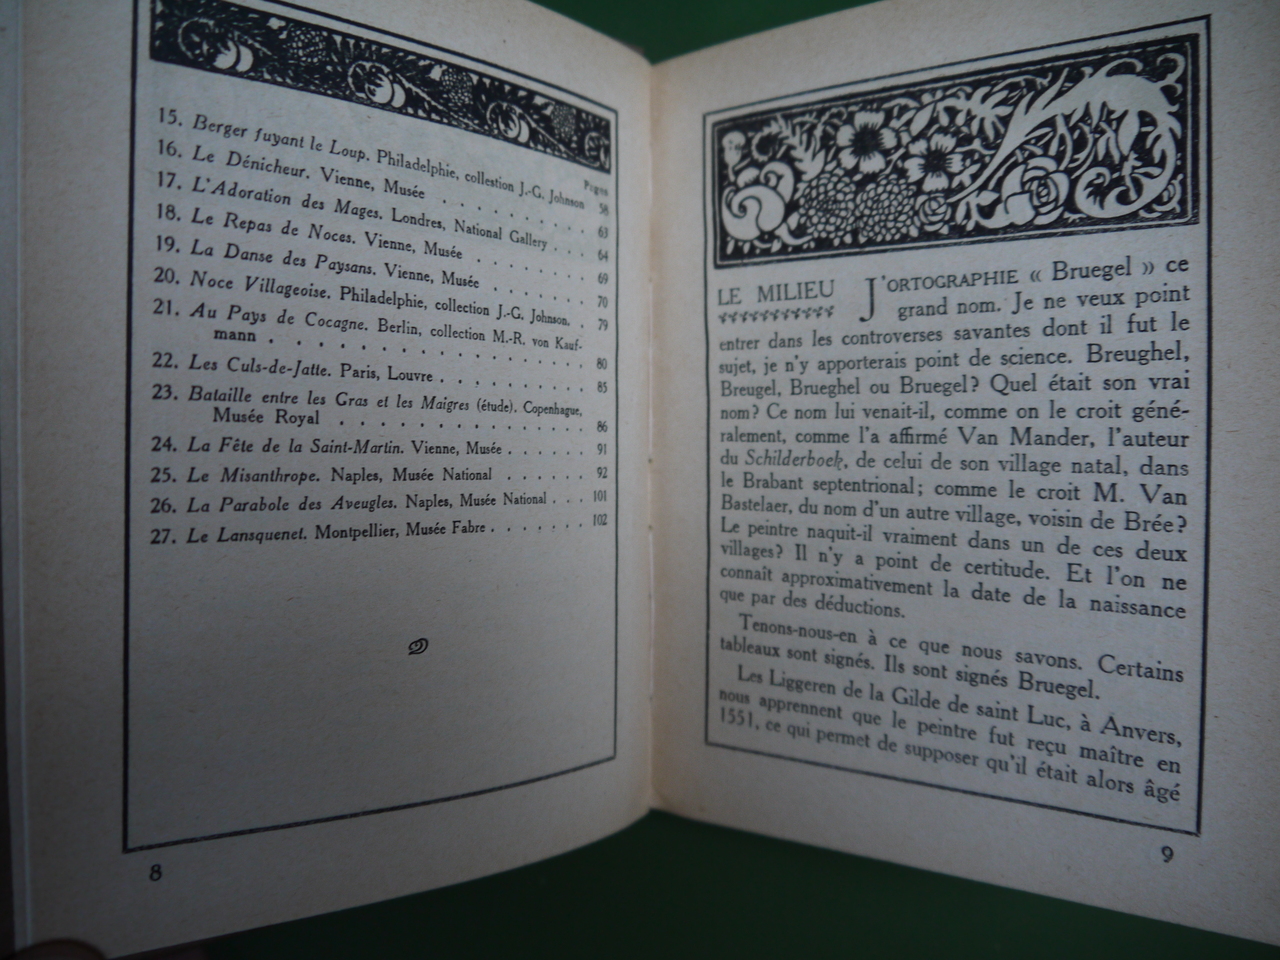 Pages
15. Berger fuyant le Loup. Philadelphie, collection J.-G. Johnson 58
16. Le Dénicheur. Vienne, Musée . . . . . . . . 63
17. L'Adoration des Mages. Londres, National Gallery . . . 64
18. Le Repas de Noces. Vienne, Musée . . . . . . . 69
19. La Danse des Paysans. Vienne, Musée . . . . . . . 70
20. Noce Villageoise. Philadelphie, collection J.-G. Johnson. . 79
21. Au Pays de Cocagne. Berlin, collection M.-R. von Kauf-
mann . . . . . . . . . . . . . . . . . 80
22. Les Culs-de-Jatte. Paris, Louvre . . . . . . . . . 85
23. Bataille entre les Gras et les Maigres (étude). Copenhague,
Musée Royal . . . . . . . . . . . . . . 86
24. La Fête de la Saint-Martin. Vienne, Musée . . . . . . 91
25. Le Misanthrope. Naples, Musée National . . . . . . 92
26. La Parabole des Aveugles. Naples, Musée National . . . 101
27. Le Lansquenet. Montpellier, Musée Fabre . . . . . . . 102
8
LE MILIEU
J'ORTOGRAPHIE « Bruegel » ce
grand nom. Je ne veux point
entrer dans les controverses savantes dont il fut le
sujet, je n'y apporterais point de science. Breughel,
Breugel, Brueghel ou Bruegel? Quel était son vrai
nom? Ce nom lui venait-il, comme on le croit géné-
ralement, comme l'a affirmé Van Mander, l'auteur
du Schilderboek, de celui de son village natal, dans
le Brabant septentrional; comme le croit M. Van
Bastelaer, du nom d'un autre village, voisin de Brée?
Le peintre naquit-il vraiment dans un de ces deux
villages? Il n'y a point de certitude. Et l'on ne
connaît approximativement la date de la naissance
que par des déductions.
Tenons-nous-en à ce que nous savons. Certains
tableaux sont signés. Ils sont signés Bruegel.
Les Liggeren de la Gilde de saint Luc, à Anvers,
nous apprennent que le peintre fut reçu maître en
1551, ce qui permet de supposer qu'il était alors âgé
9